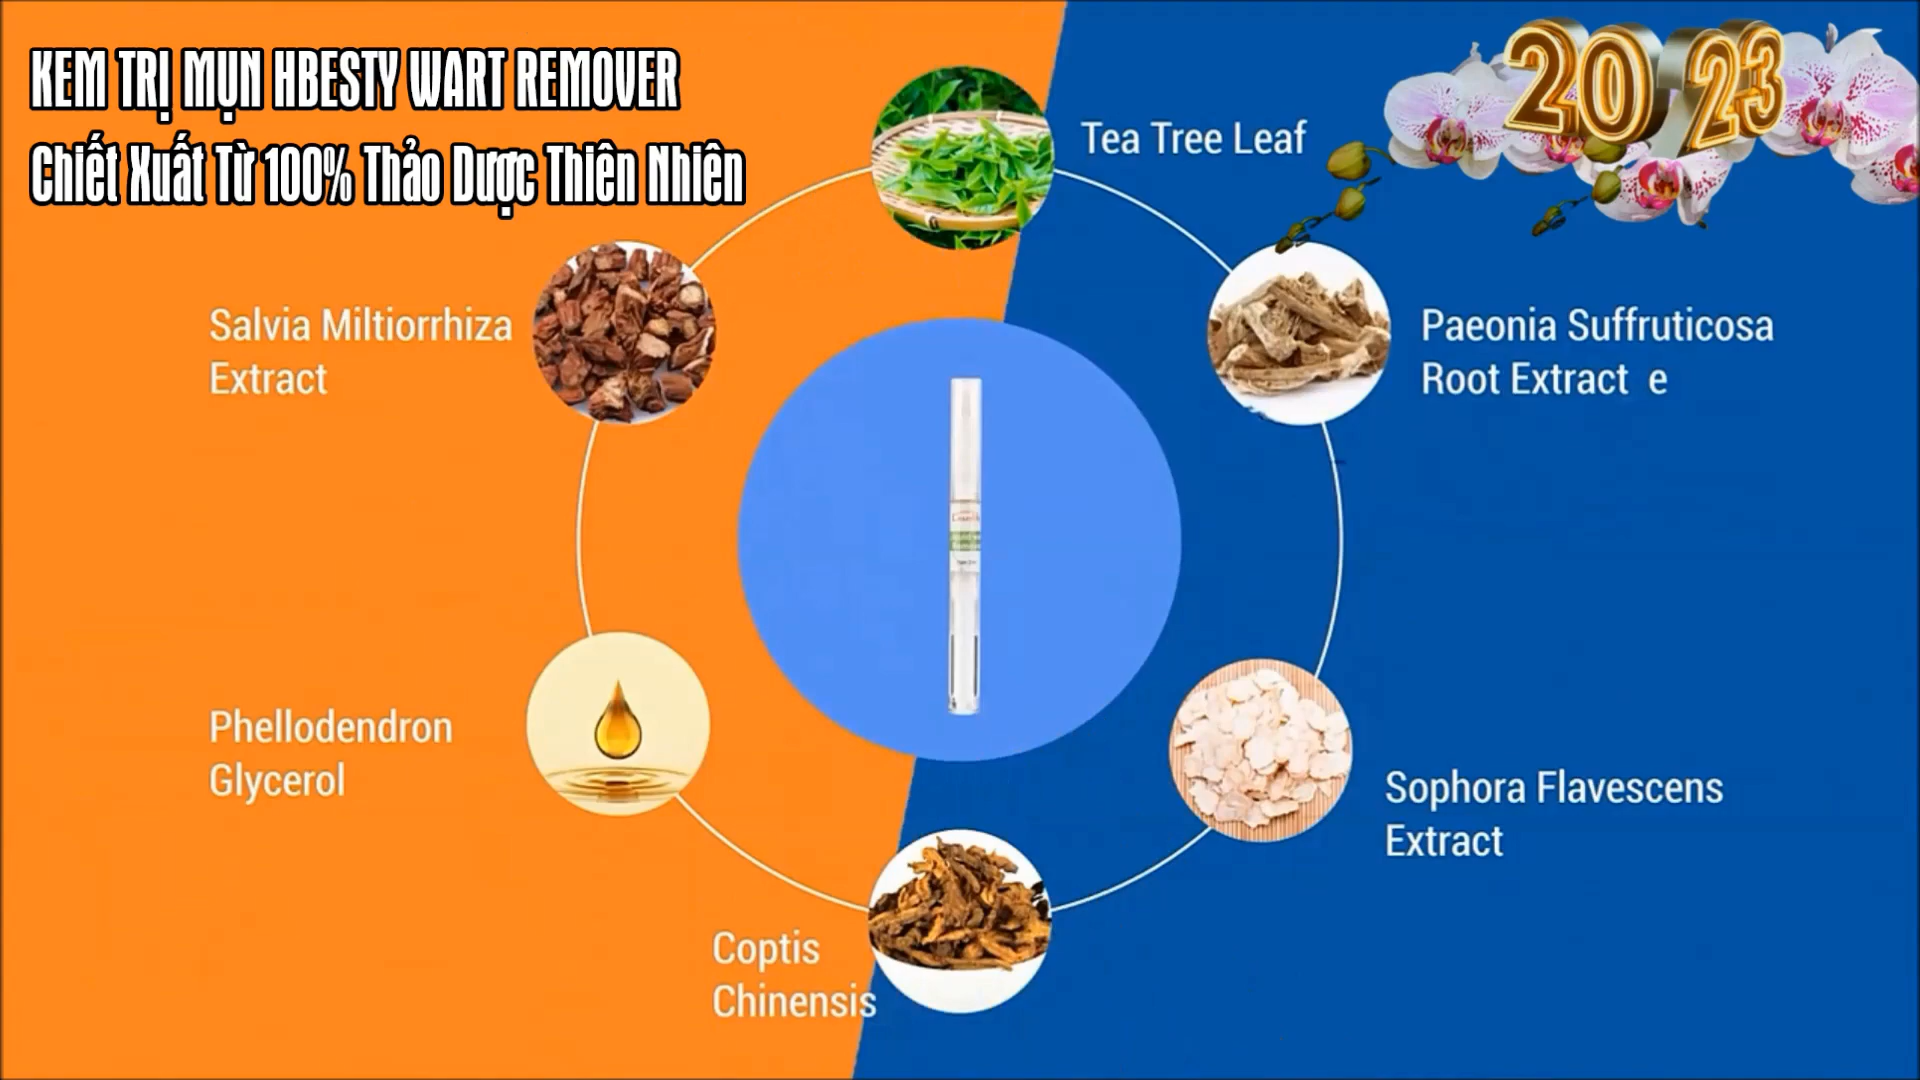 KEM TRỊ MỤN HBESTY WART REMOVER
Chiết Xuất Từ 100% Thảo Dược Thiên Nhiên
2023
Tea Tree Leaf
Salvia Miltiorrhiza
Extract
Paeonia Suffruticosa
Root Extract e
Phellodendron
Glycerol
Sophora Flavescens
Extract
Coptis
Chinensis